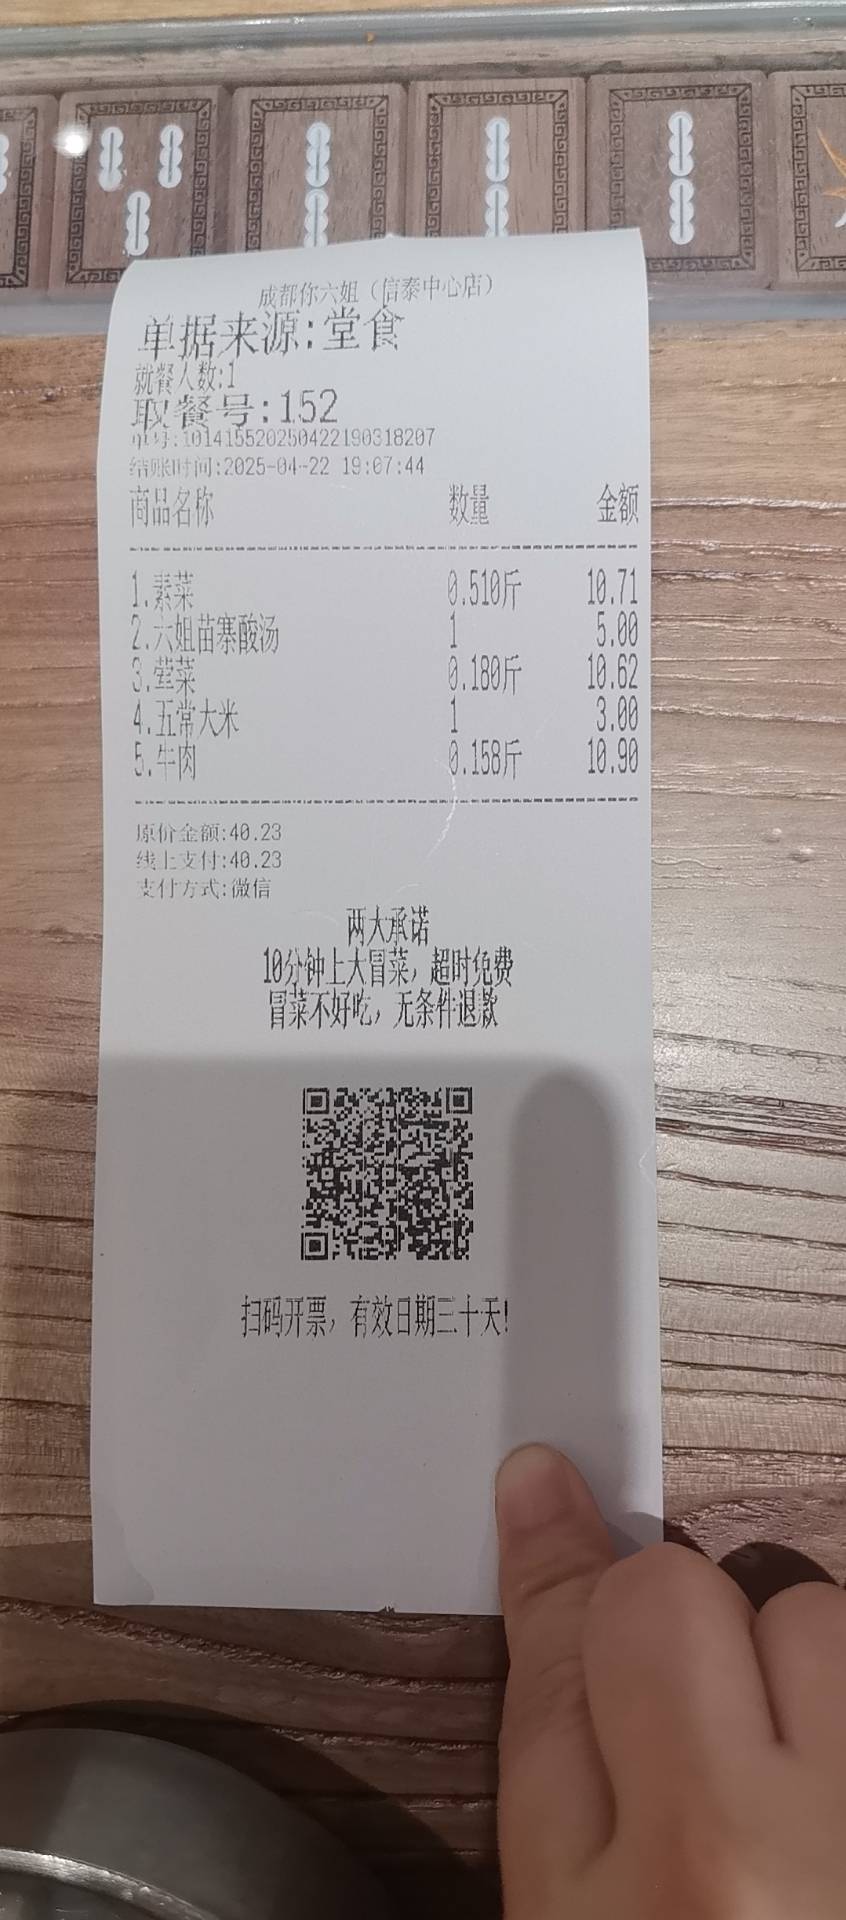 成都你六姐（信泰中心店）
单据来源:堂食
就餐人数:1
取餐号:152
单号:101415520250422190318207
结账时间:2025-04-22 19:07:44
商品名称 数量 金额
1.素菜 0.510斤 10.71
2.六姐苗寨酸汤 1 5.00
3.荤菜 0.180斤 10.62
4.五常大米 1 3.00
5.牛肉 0.158斤 10.90
原价金额:40.23
线上支付:40.23
支付方式:微信
两大承诺
10分钟上大冒菜，超时免费
冒菜不好吃，无条件退款
扫码开票，有效日期三十天!